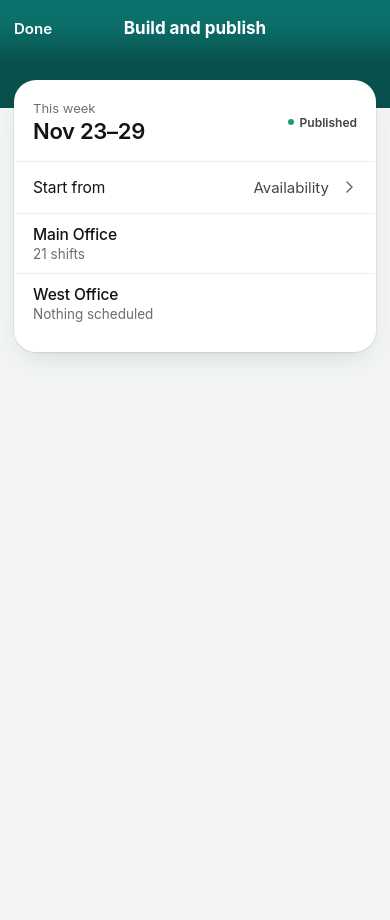 Done
Build and publish
This week
Nov 23–29
Published
Start from
Availability
Main Office
21 shifts
West Office
Nothing scheduled